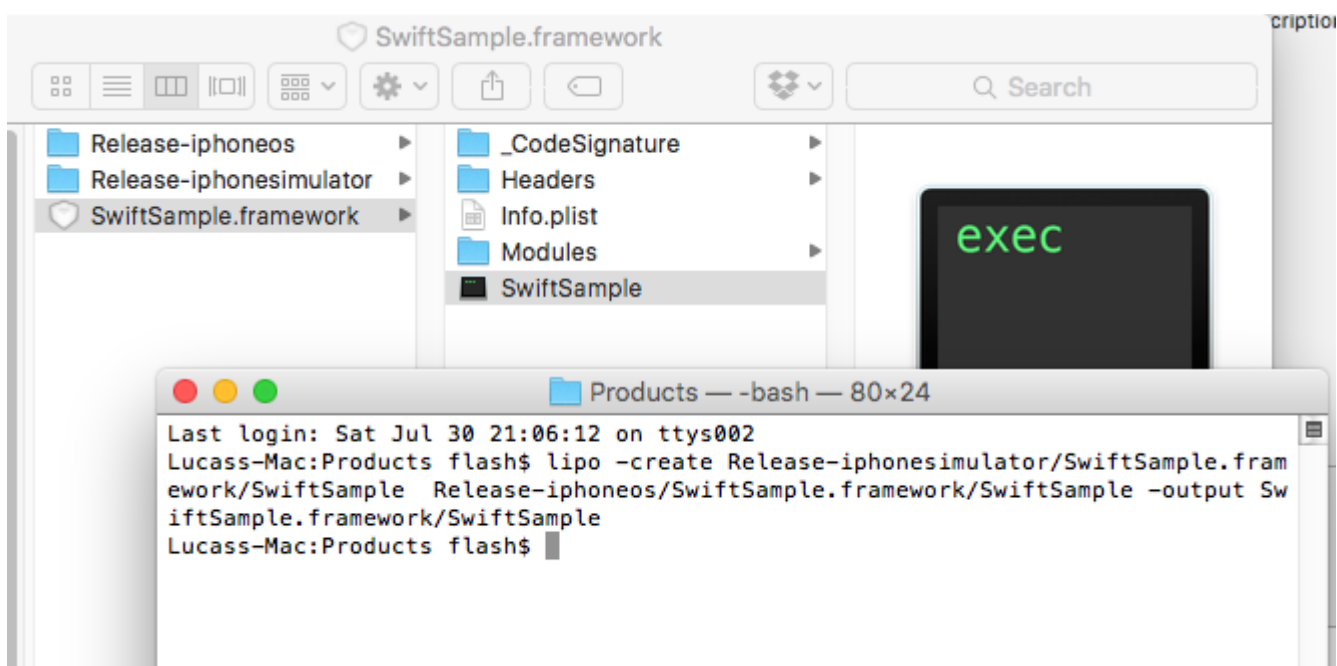 cription
SwiftSample.framework
Search
Release-iphoneos
Release-iphonesimulator
SwiftSample.framework
_CodeSignature
Headers
Info.plist
Modules
SwiftSample
exec
Products — -bash — 80×24
Last login: Sat Jul 30 21:06:12 on ttys002
Lucass-Mac:Products flash$ lipo -create Release-iphonesimulator/SwiftSample.fram
ework/SwiftSample  Release-iphoneos/SwiftSample.framework/SwiftSample -output Sw
iftSample.framework/SwiftSample
Lucass-Mac:Products flash$